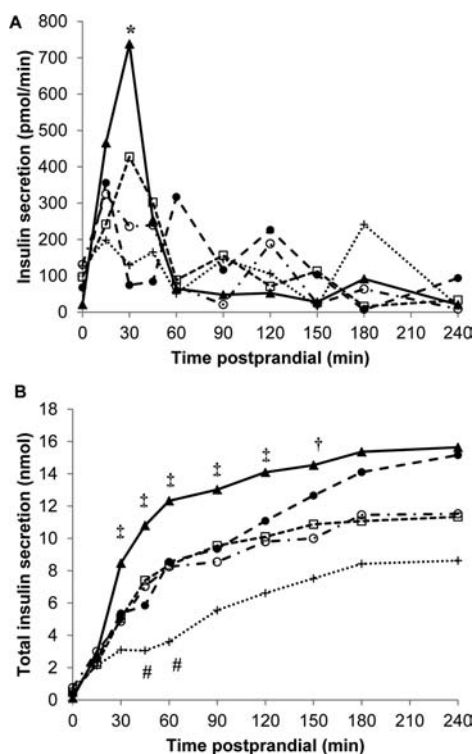 A
800
700
600
500
400
300
200
100
0
Insulin secretion (pmol/min)
*
0 30 60 90 120 150 180 210 240
Time postprandial (min)
B
18
16
14
12
10
8
6
4
2
0
Total insulin secretion (nmol)
‡ ‡ ‡ ‡ ‡ †
# #
0 30 60 90 120 150 180 210 240
Time postprandial (min)